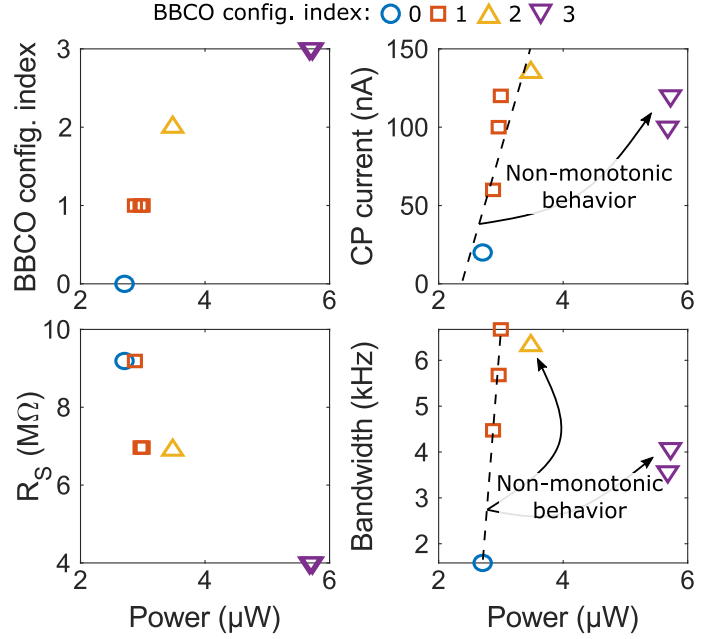 BBCO config. index: 0 1 2 3
BBCO config. index
3
2
1
0
2 4 6
CP current (nA)
150
100
50
0
2 4 6
Non-monotonic
behavior
R_S (MΩ)
10
8
6
4
2 4 6
Power (µW)
Bandwidth (kHz)
6
5
4
3
2
2 4 6
Power (µW)
Non-monotonic
behavior